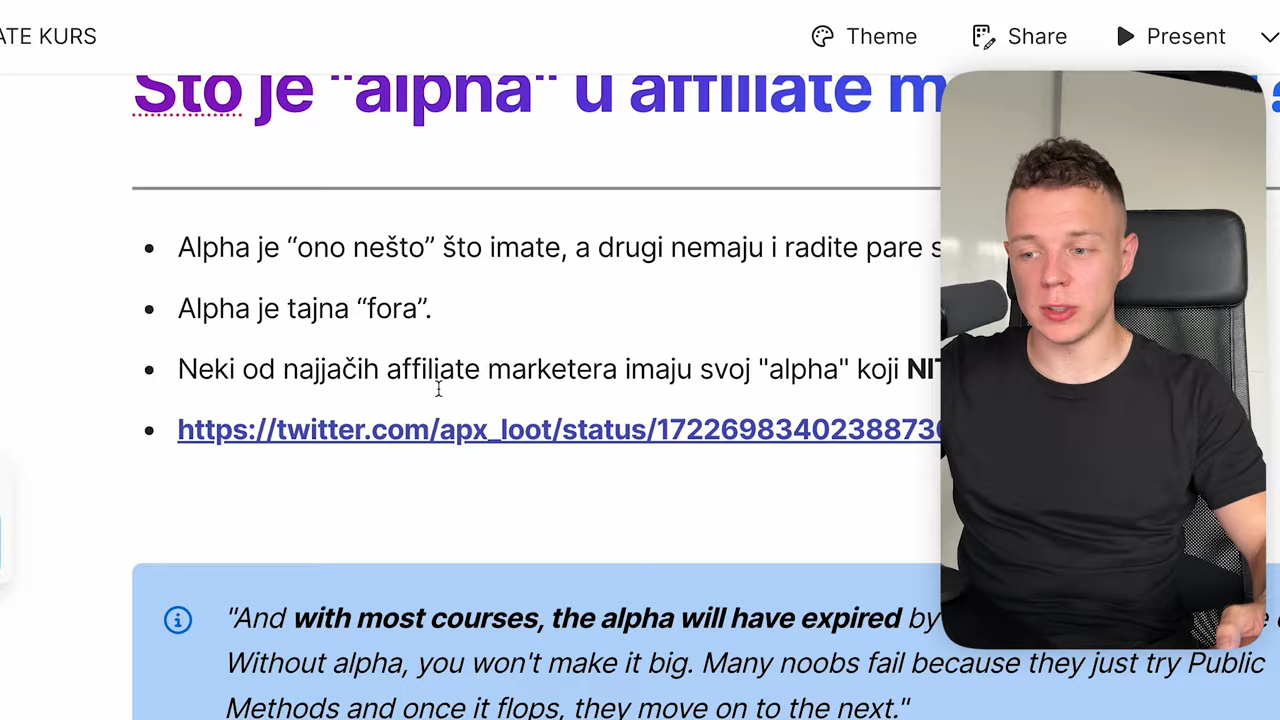 ATE KURS
Theme
Share
Present
Što je "alpha" u affiliate
Alpha je “ono nešto” što imate, a drugi nemaju i radite pare
Alpha je tajna “fora”.
Neki od najjačih affiliate marketera imaju svoj "alpha" koji
https://twitter.com/apx_loot/status/172269834023887
"And with most courses, the alpha will have expired by
Without alpha, you won't make it big. Many noobs fail because they just try Public
Methods and once it flops, they move on to the next."